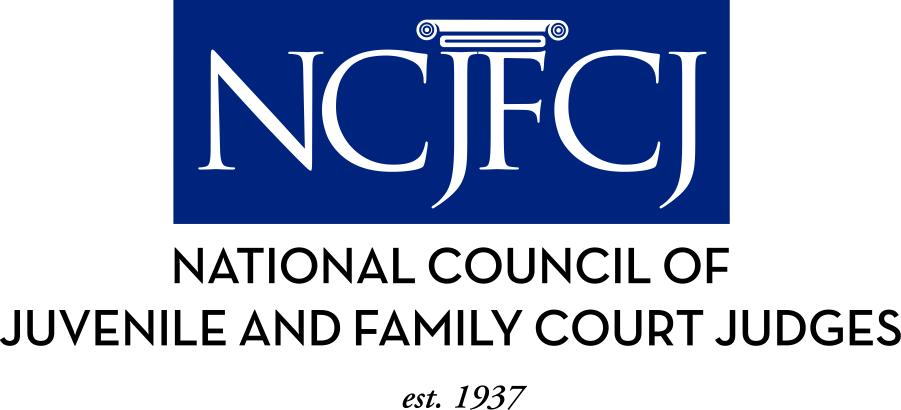 NCJFCJ
NATIONAL COUNCIL OF
JUVENILE AND FAMILY COURT JUDGES
est. 1937